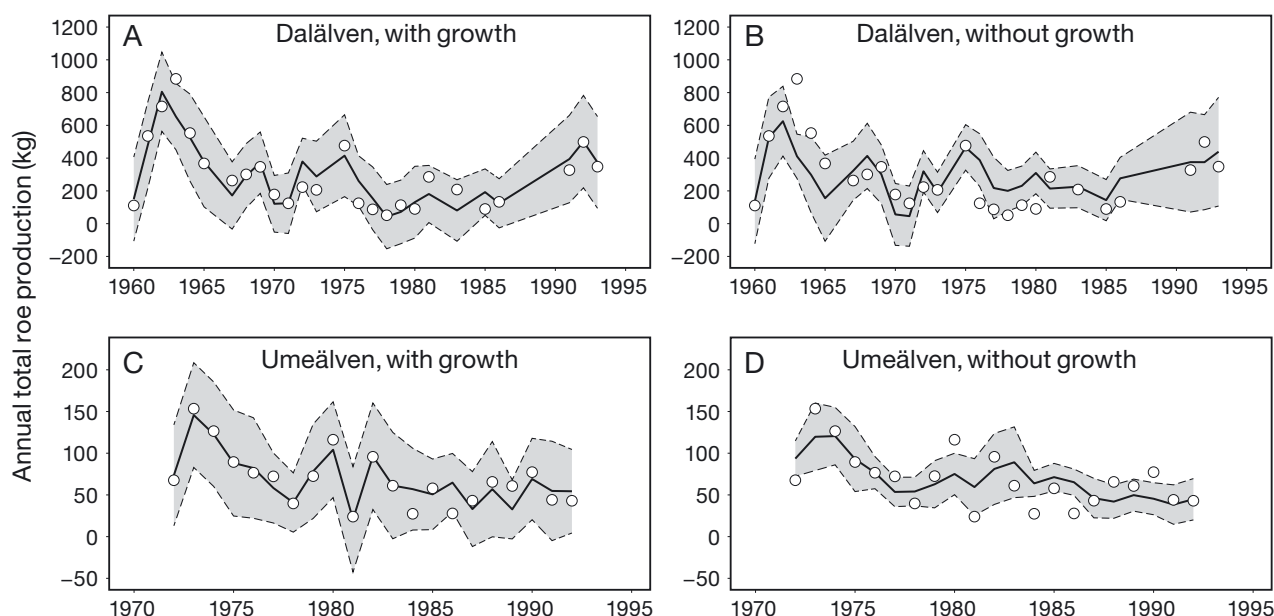 Annual total roe production (kg)
A
Dalälven, with growth
1200
1000
800
600
400
200
0
−200
1960 1965 1970 1975 1980 1985 1990 1995
B
Dalälven, without growth
1200
1000
800
600
400
200
0
−200
1960 1965 1970 1975 1980 1985 1990 1995
C
Umeälven, with growth
200
150
100
50
0
−50
1970 1975 1980 1985 1990 1995
D
Umeälven, without growth
200
150
100
50
0
−50
1970 1975 1980 1985 1990 1995